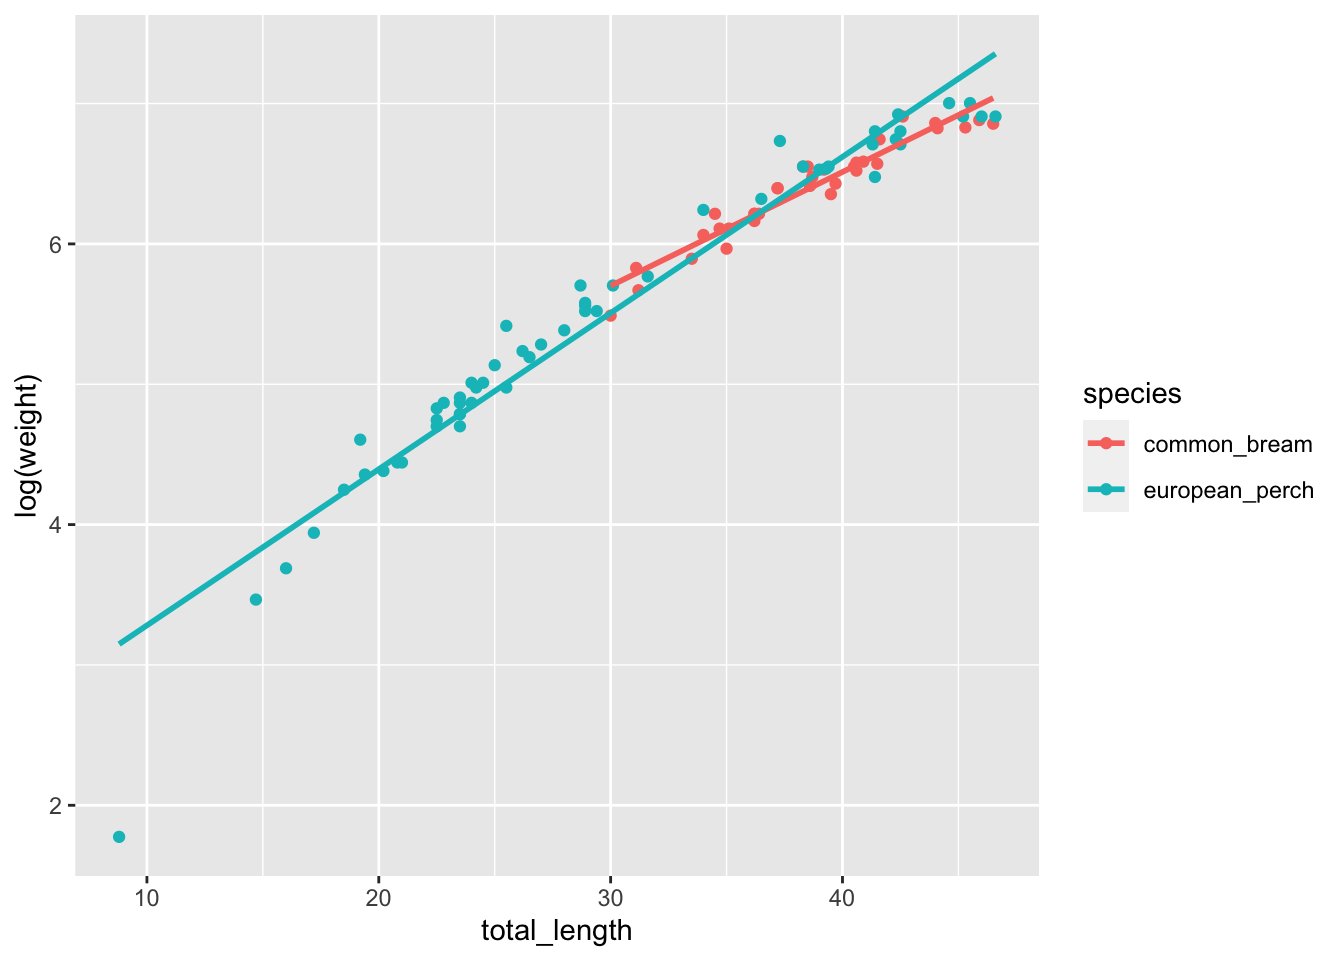 log(weight)
6
4
2
10 20 30 40
total_length
species
common_bream
european_perch